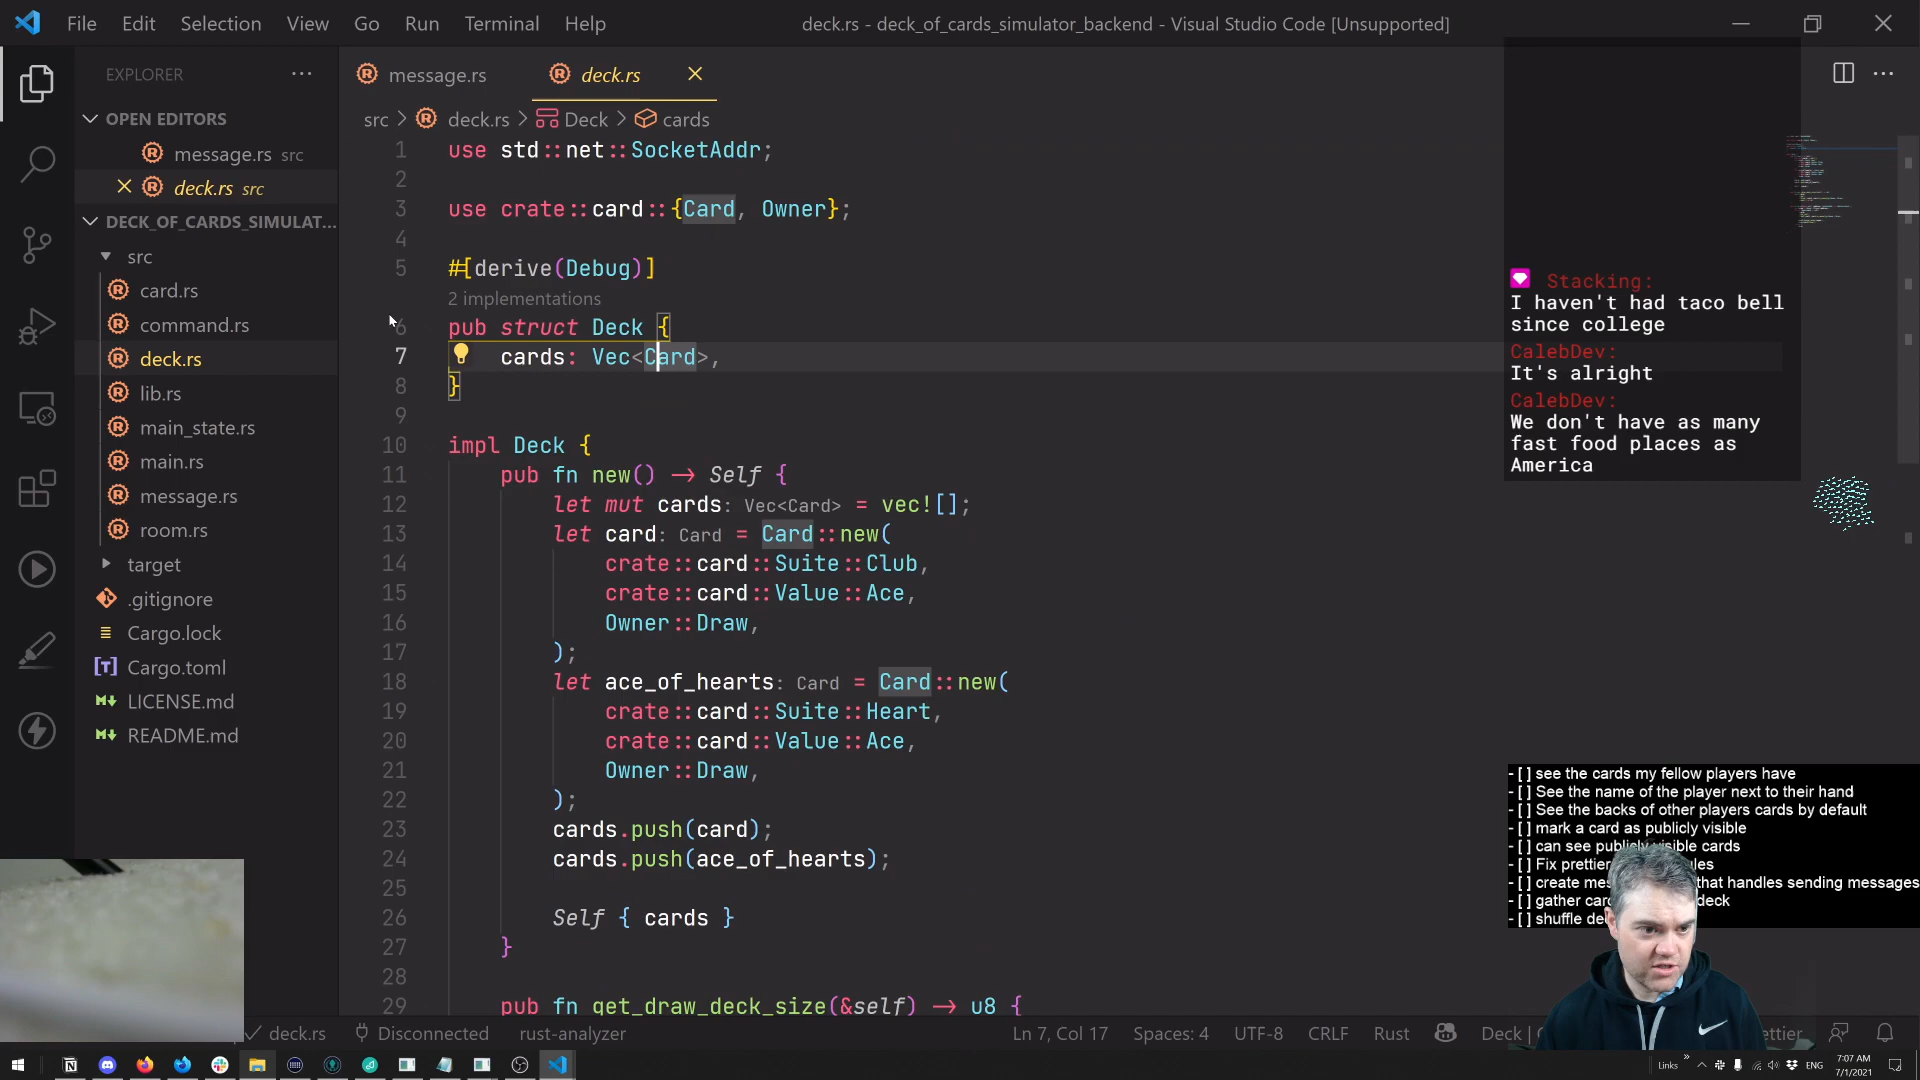 File Edit Selection View Go Run Terminal Help
deck.rs - deck_of_cards_simulator_backend - Visual Studio Code [Unsupported]
EXPLORER
OPEN EDITORS
message.rs src
deck.rs src
DECK_OF_CARDS_SIMULAT...
src
card.rs
command.rs
deck.rs
lib.rs
main_state.rs
main.rs
message.rs
room.rs
target
.gitignore
Cargo.lock
Cargo.toml
LICENSE.md
README.md
message.rs deck.rs
src > deck.rs > Deck > cards
1 use std::net::SocketAddr;
2
3 use crate::card::{Card, Owner};
4
5 #[derive(Debug)]
2 implementations
6 pub struct Deck {
7 cards: Vec<Card>,
8 }
9
10 impl Deck {
11 pub fn new() -> Self {
12 let mut cards: Vec<Card> = vec![];
13 let card: Card = Card::new(
14 crate::card::Suite::Club,
15 crate::card::Value::Ace,
16 Owner::Draw,
17 );
18 let ace_of_hearts: Card = Card::new(
19 crate::card::Suite::Heart,
20 crate::card::Value::Ace,
21 Owner::Draw,
22 );
23 cards.push(card);
24 cards.push(ace_of_hearts);
25
26 Self { cards }
27 }
28
29 pub fn get_draw_deck_size(&self) -> u8 {
Stacking:
I haven't had taco bell
since college
CalebDev:
It's alright
CalebDev:
We don't have as many
fast food places as
America
- [ ] see the cards my fellow players have
- [ ] See the name of the player next to their hand
- [ ] See the backs of other players cards by default
- [ ] mark a card as publicly visible
- [ ] can see publicly visible cards
- [ ] Fix prettier
- [ ] create that handles sending messages
- [ ] gather deck
- [ ] shuffle
deck.rs Disconnected rust-analyzer
Ln 7, Col 17 Spaces: 4 UTF-8 CRLF Rust Deck
Links ENG 7:07 AM
7/1/2021